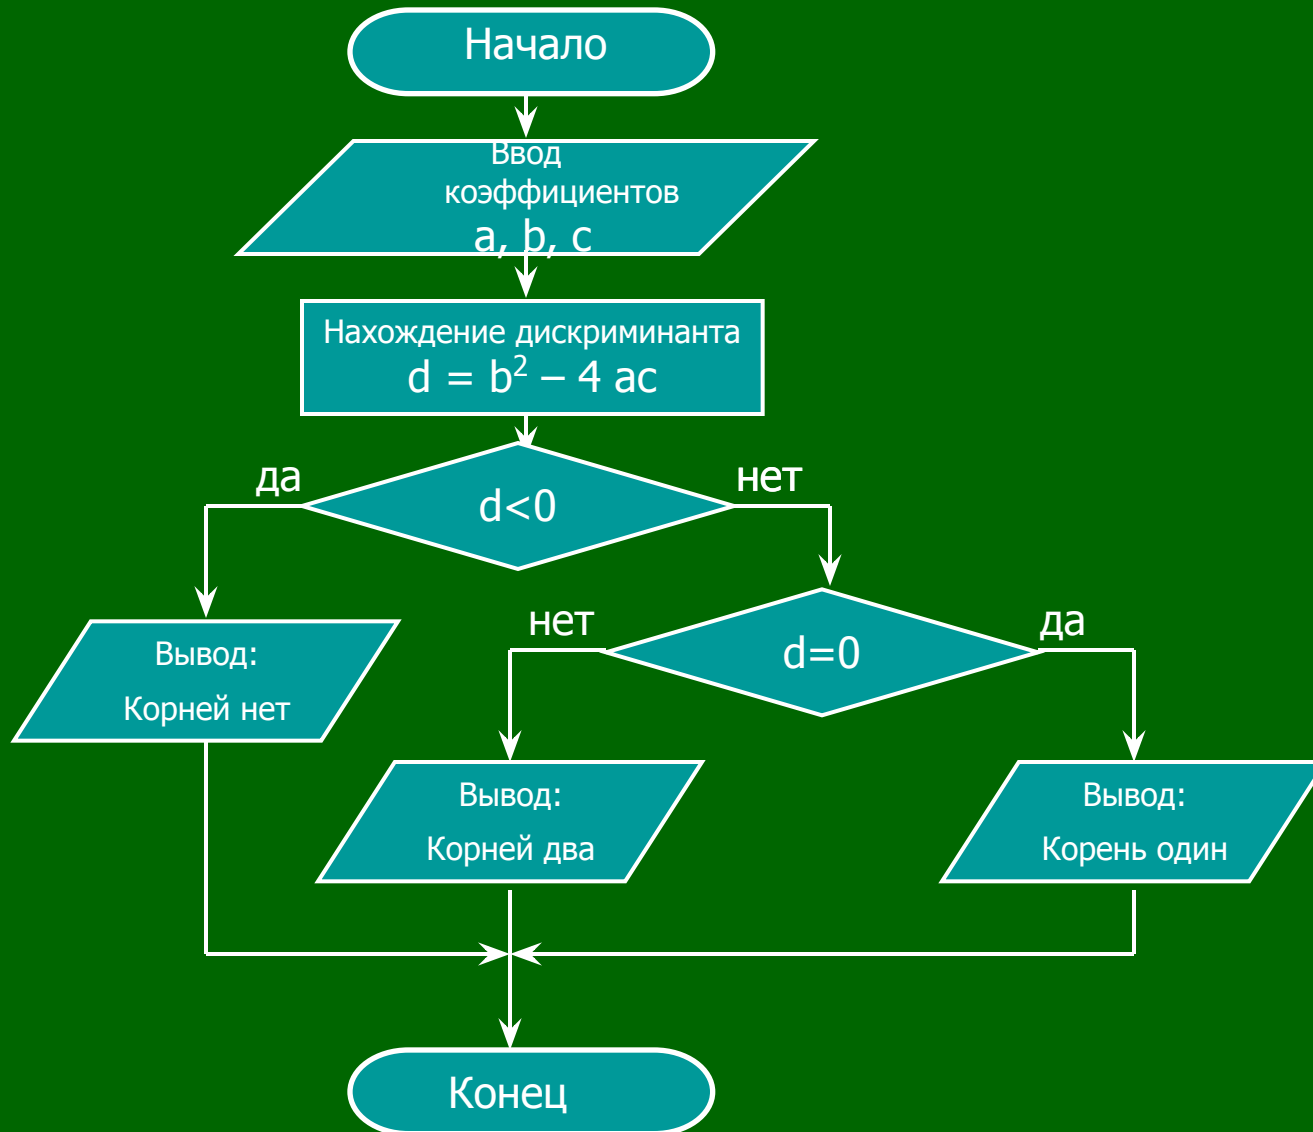 Начало
Ввод
коэффициентов
a, b, c
Нахождение дискриминанта
d = b² – 4 ac
да
нет
d<0
нет
да
d=0
Вывод:
Корней нет
Вывод:
Корней два
Вывод:
Корень один
Конец